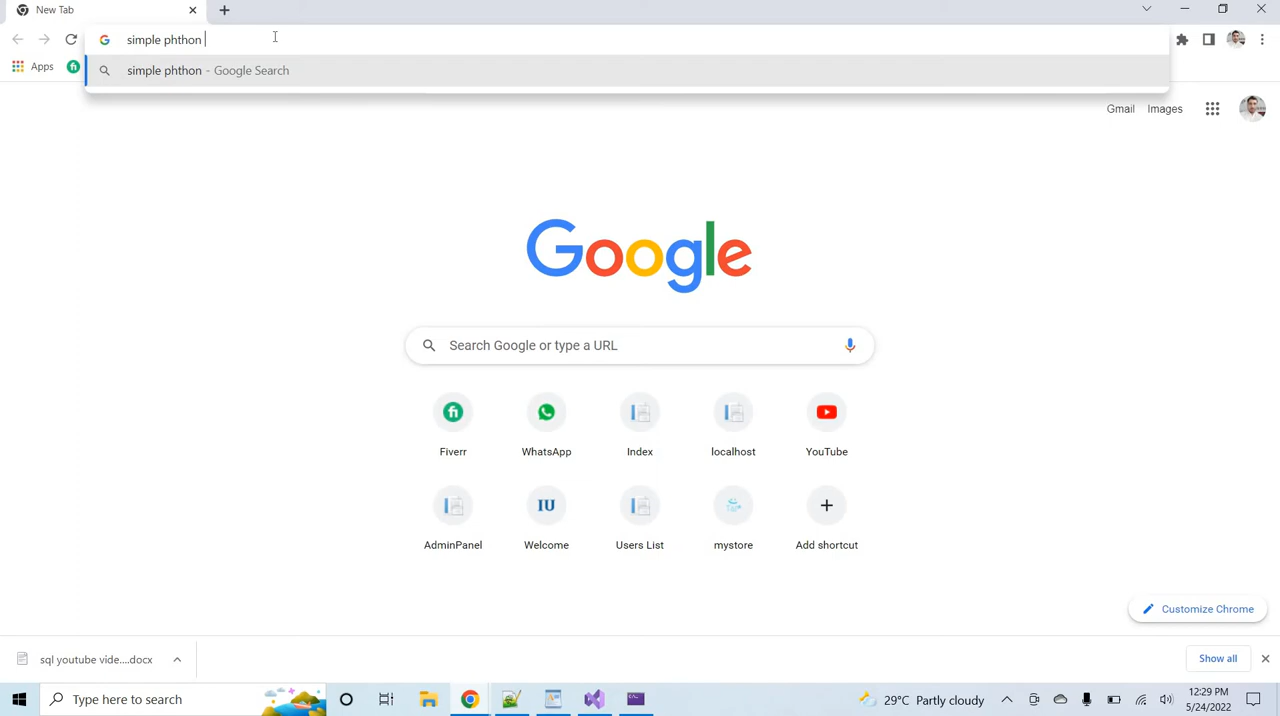 New Tab
simple phthon
simple phthon - Google Search
Apps
Gmail Images
Google
Search Google or type a URL
Fiverr WhatsApp Index localhost YouTube
IU
AdminPanel Welcome Users List mystore Add shortcut
Customize Chrome
sql youtube vide....docx
Show all
Type here to search
29°C Partly cloudy
12:29 PM
5/24/2022